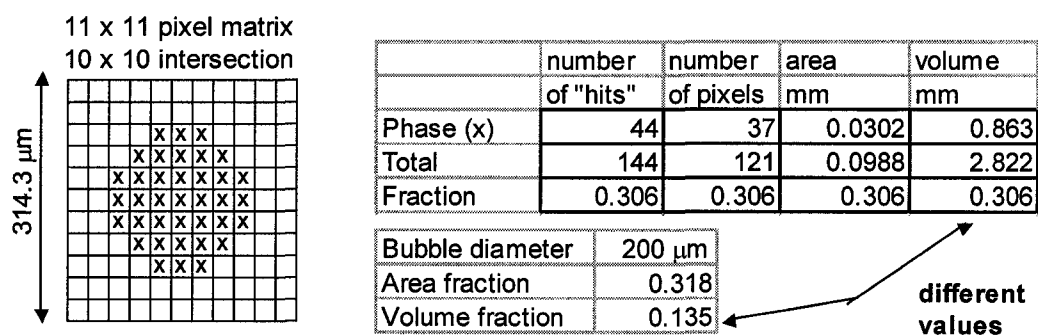 11 x 11 pixel matrix
10 x 10 intersection
314.3 µm
x x x
x x x x x
x x x x x x x
x x x x x x x
x x x x x x x
x x x x x
x x x
number number area volume
of "hits" of pixels mm mm
Phase (x) 44 37 0.0302 0.863
Total 144 121 0.0988 2.822
Fraction 0.306 0.306 0.306 0.306
Bubble diameter 200 µm
Area fraction 0.318
Volume fraction 0.135
different
values